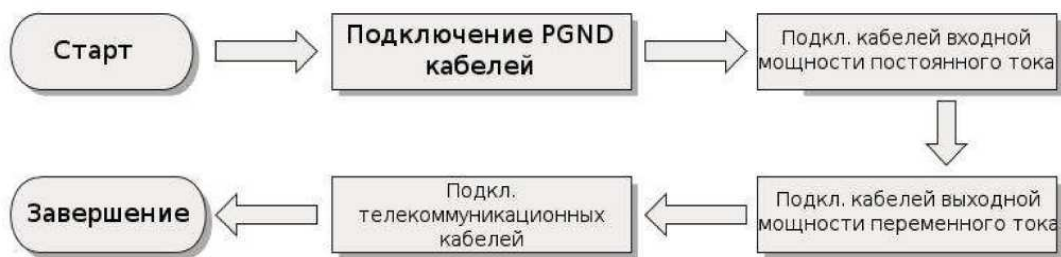 Старт
Подключение PGND
кабелей
Подкл. кабелей входной
мощности постоянного тока
Подкл. кабелей выходной
мощности переменного тока
Подкл.
телекоммуникационных
кабелей
Завершение